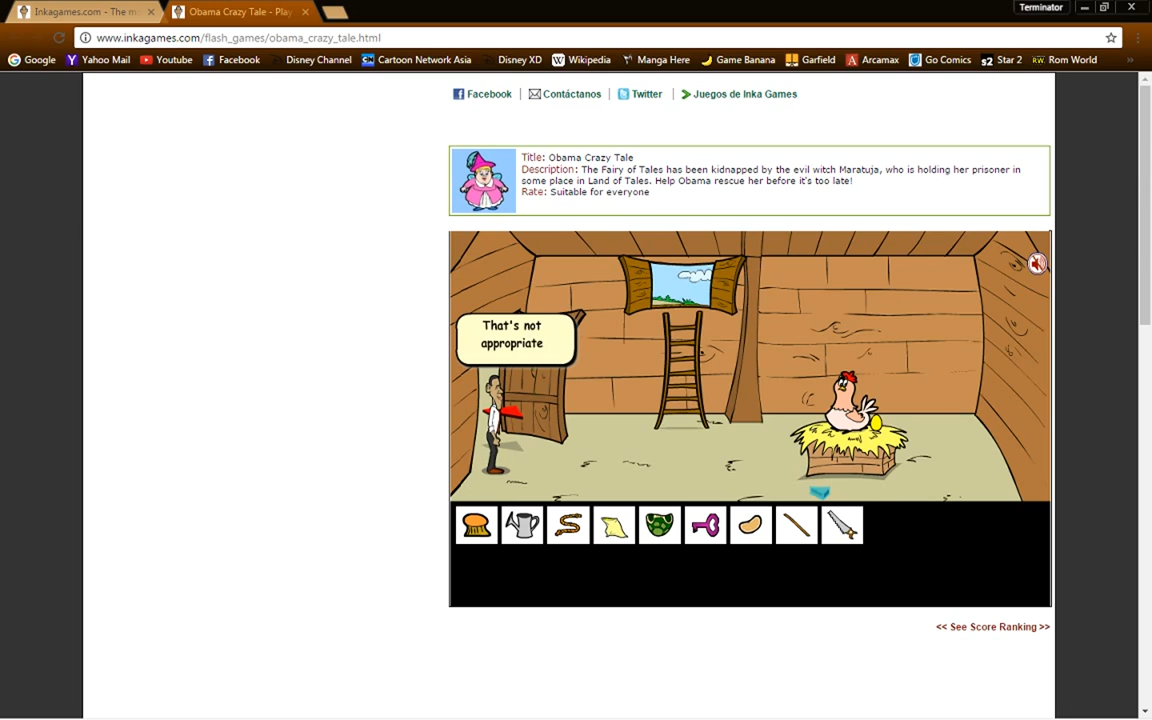 Inkagames.com - The m
Obama Crazy Tale - Play
Terminator
www.inkagames.com/flash_games/obama_crazy_tale.html
Google
Yahoo Mail
Youtube
Facebook
Disney Channel
Cartoon Network Asia
Disney XD
Wikipedia
Manga Here
Game Banana
Garfield
Arcamax
Go Comics
Star 2
Rom World
Facebook
Contáctanos
Twitter
Juegos de Inka Games
Title: Obama Crazy Tale
Description: The Fairy of Tales has been kidnapped by the evil witch Maratuja, who is holding her prisoner in
some place in Land of Tales. Help Obama rescue her before it's too late!
Rate: Suitable for everyone
That's not
appropriate
<< See Score Ranking >>